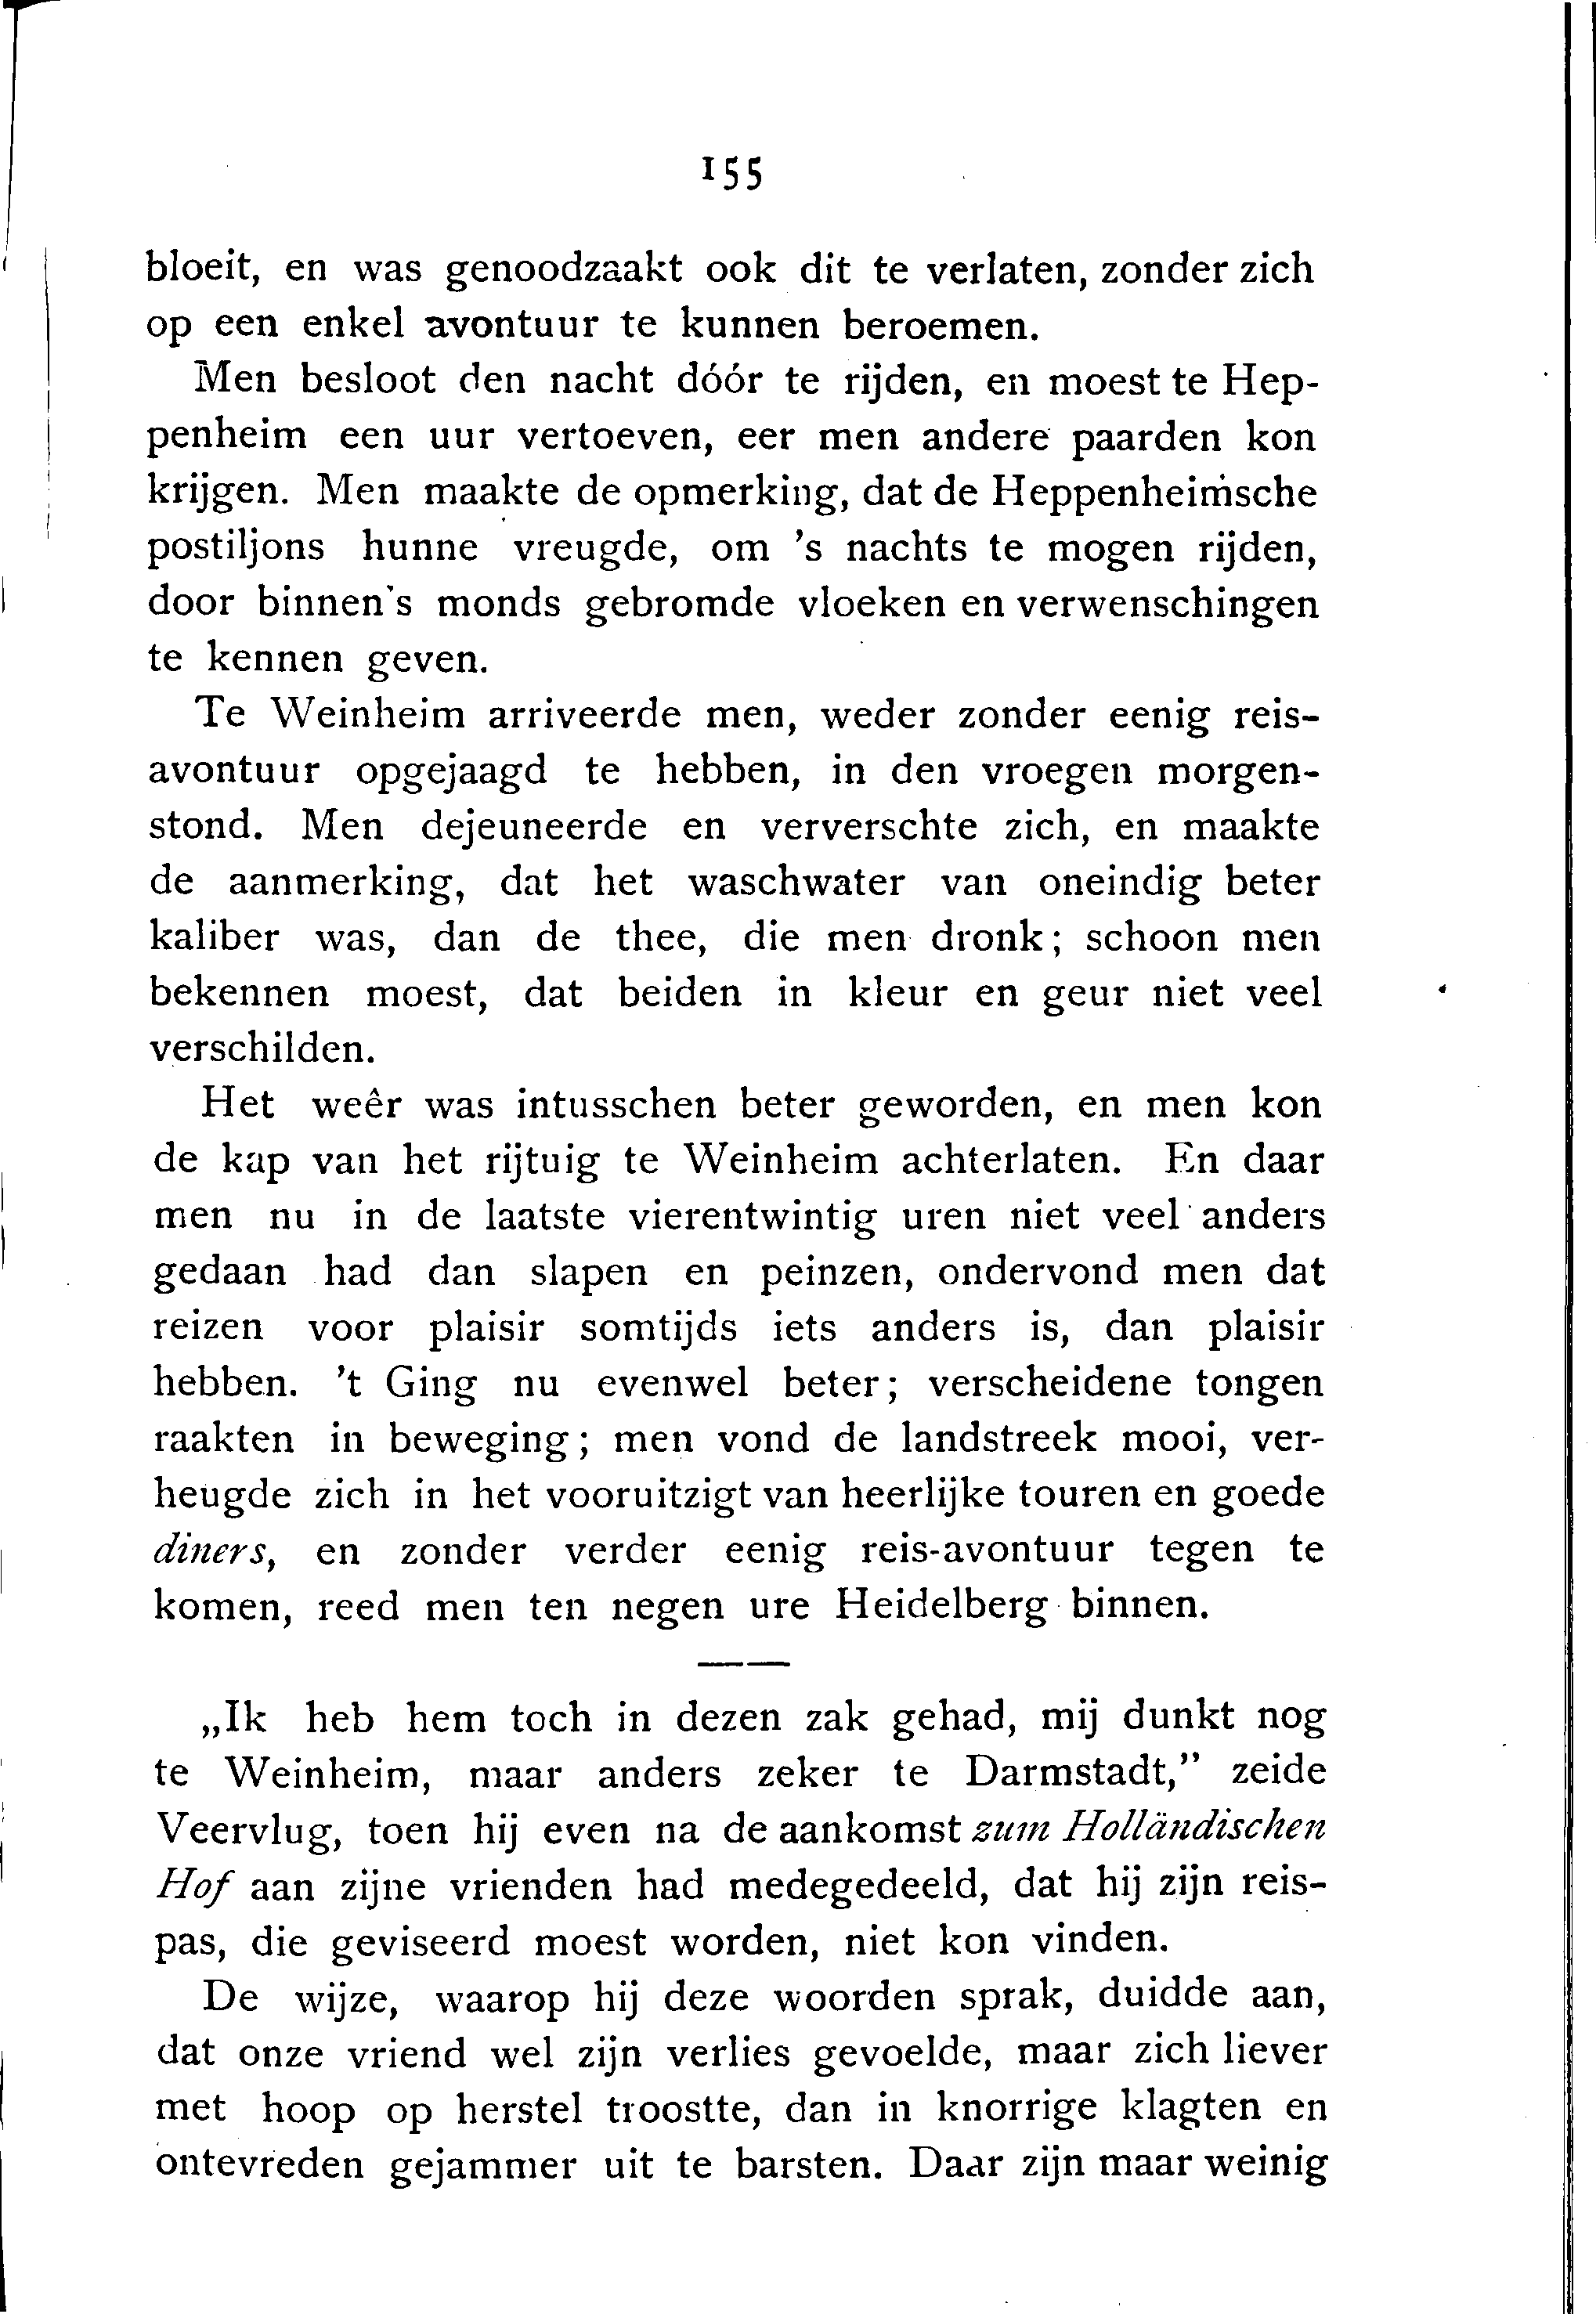 155
bloeit, en was genoodzaakt ook dit te verlaten, zonder zich
op een enkel avontuur te kunnen beroemen.
Men besloot den nacht dóór te rijden, en moest te Hep-
penheim een uur vertoeven, eer men andere paarden kon
krijgen. Men maakte de opmerking, dat de Heppenheimsche
postiljons hunne vreugde, om 's nachts te mogen rijden,
door binnen's monds gebromde vloeken en verwenschingen
te kennen geven.
Te Weinheim arriveerde men, weder zonder eenig reis-
avontuur opgejaagd te hebben, in den vroegen morgen-
stond. Men dejeuneerde en ververschte zich, en maakte
de aanmerking, dat het waschwater van oneindig beter
kaliber was, dan de thee, die men dronk; schoon men
bekennen moest, dat beiden in kleur en geur niet veel
verschilden.
Het weêr was intusschen beter geworden, en men kon
de kap van het rijtuig te Weinheim achterlaten. En daar
men nu in de laatste vierentwintig uren niet veel anders
gedaan had dan slapen en peinzen, ondervond men dat
reizen voor plaisir somtijds iets anders is, dan plaisir
hebben. 't Ging nu evenwel beter; verscheidene tongen
raakten in beweging; men vond de landstreek mooi, ver-
heugde zich in het vooruitzigt van heerlijke touren en goede
diners, en zonder verder eenig reis-avontuur tegen te
komen, reed men ten negen ure Heidelberg binnen.
„Ik heb hem toch in dezen zak gehad, mij dunkt nog
te Weinheim, maar anders zeker te Darmstadt,” zeide
Veervlug, toen hij even na de aankomst zum Holländischen
Hof aan zijne vrienden had medegedeeld, dat hij zijn reis-
pas, die geviseerd moest worden, niet kon vinden.
De wijze, waarop hij deze woorden sprak, duidde aan,
dat onze vriend wel zijn verlies gevoelde, maar zich liever
met hoop op herstel troostte, dan in knorrige klagten en
ontevreden gejammer uit te barsten. Daar zijn maar weinig